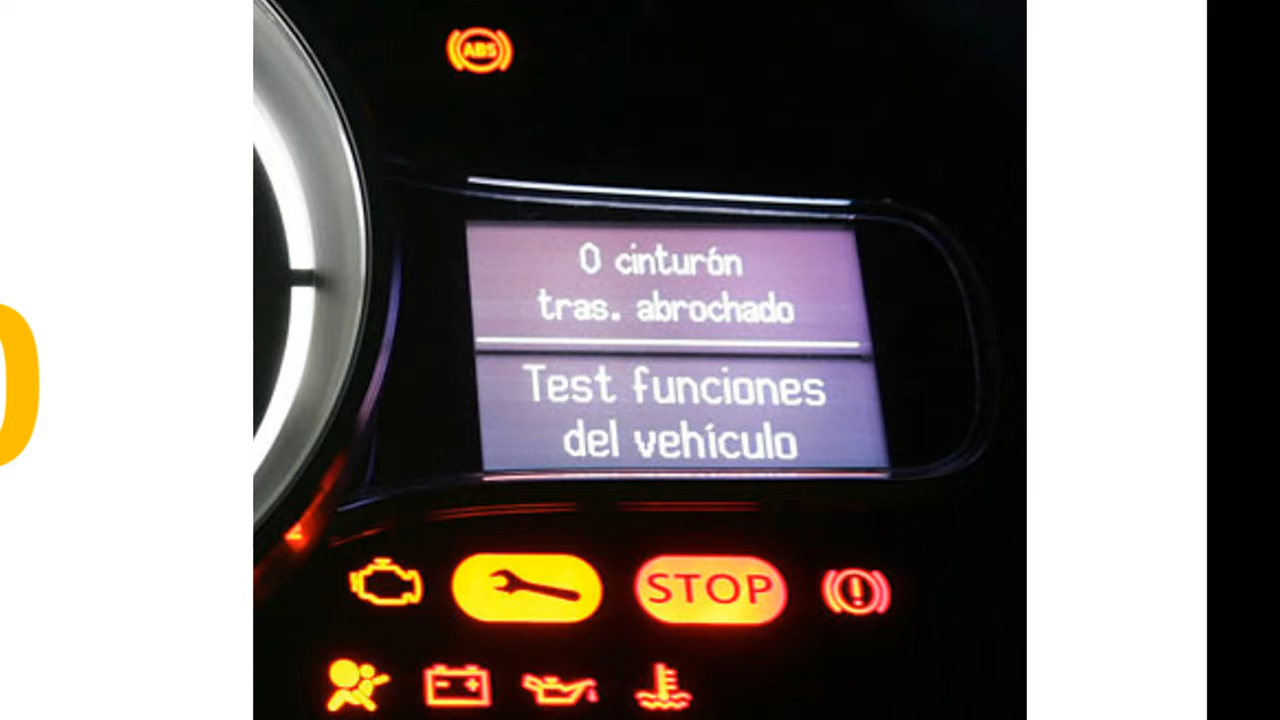 ABS
0 cinturón
tras. abrochado
Test funciones
del vehículo
STOP